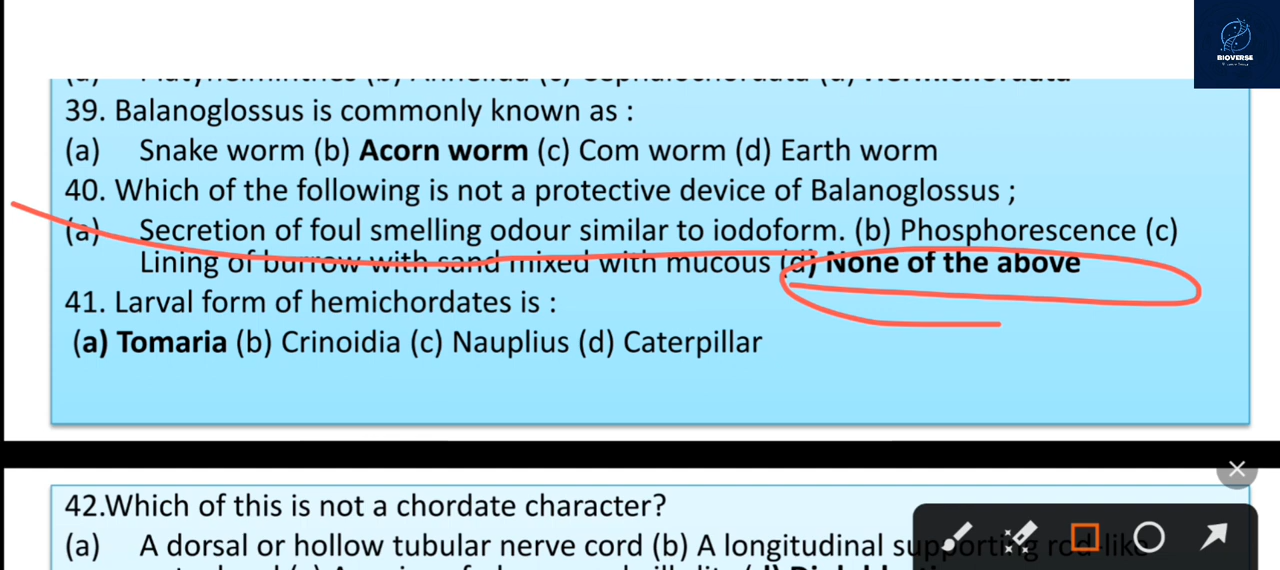 BIOVERSE
39. Balanoglossus is commonly known as :
(a) Snake worm (b) Acorn worm (c) Com worm (d) Earth worm
40. Which of the following is not a protective device of Balanoglossus ;
(a) Secretion of foul smelling odour similar to iodoform. (b) Phosphorescence (c)
Lining of burrow with sand mixed with mucous (d) None of the above
41. Larval form of hemichordates is :
(a) Tomaria (b) Crinoidia (c) Nauplius (d) Caterpillar
42.Which of this is not a chordate character?
(a) A dorsal or hollow tubular nerve cord (b) A longitudinal supporting rod-like